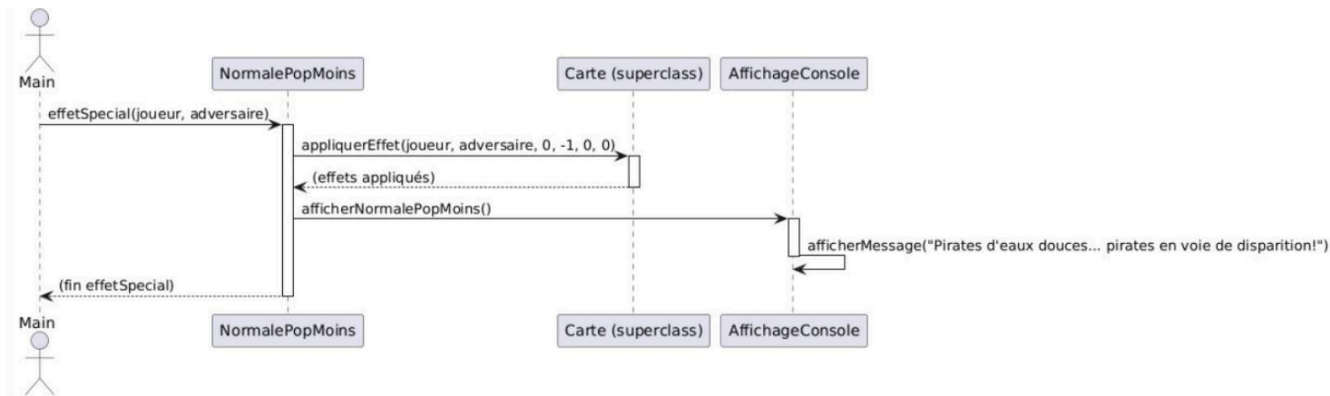 Main
NormalePopMoins
Carte (superclass)
AffichageConsole
effetSpecial(joueur, adversaire)
appliquerEffet(joueur, adversaire, 0, -1, 0, 0)
(effets appliqués)
afficherNormalePopMoins()
afficherMessage("Pirates d'eaux douces... pirates en voie de disparition!")
(fin effetSpecial)
Main
NormalePopMoins
Carte (superclass)
AffichageConsole